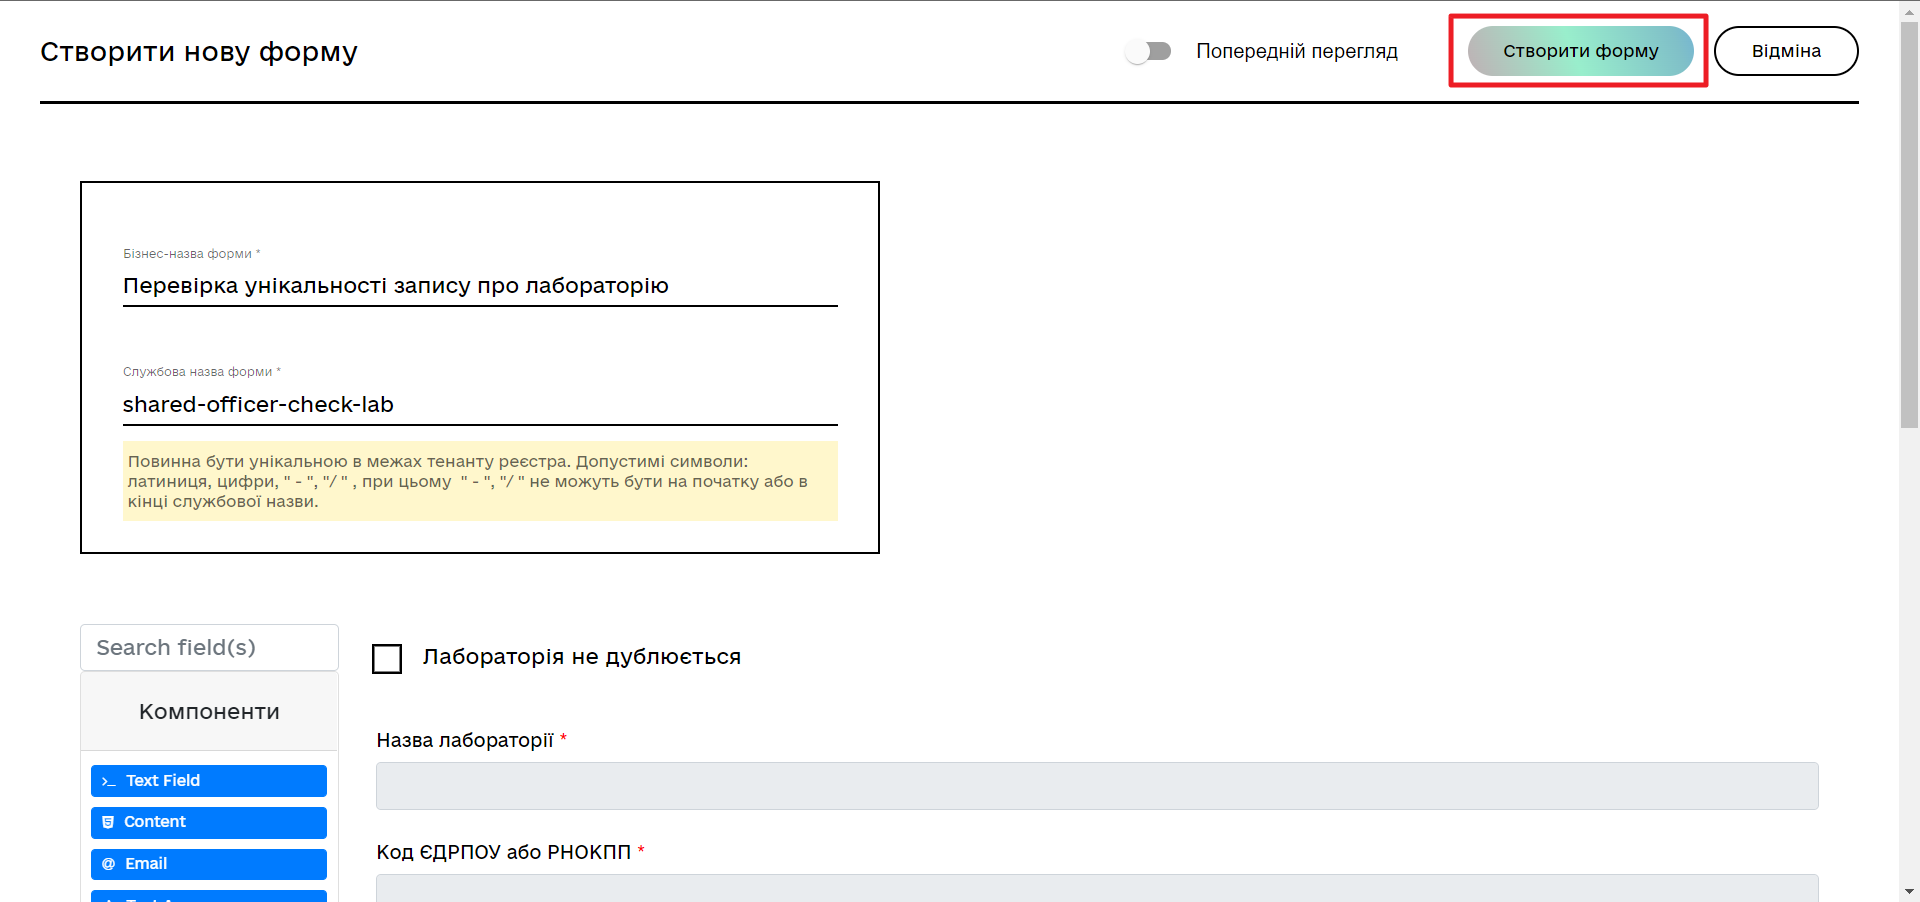 Створити нову форму
Попередній перегляд
Створити форму
Відміна
Бізнес-назва форми *
Перевірка унікальності запису про лабораторію
Службова назва форми *
shared-officer-check-lab
Повинна бути унікальною в межах тенанту реєстра. Допустимі символи:
латиниця, цифри, " - ", "/ " , при цьому " - ", "/ " не можуть бути на початку або в
кінці службової назви.
Search field(s)
Компоненти
Text Field
Content
Email
Лабораторія не дублюється
Назва лабораторії *
Код ЄДРПОУ або РНОКПП *